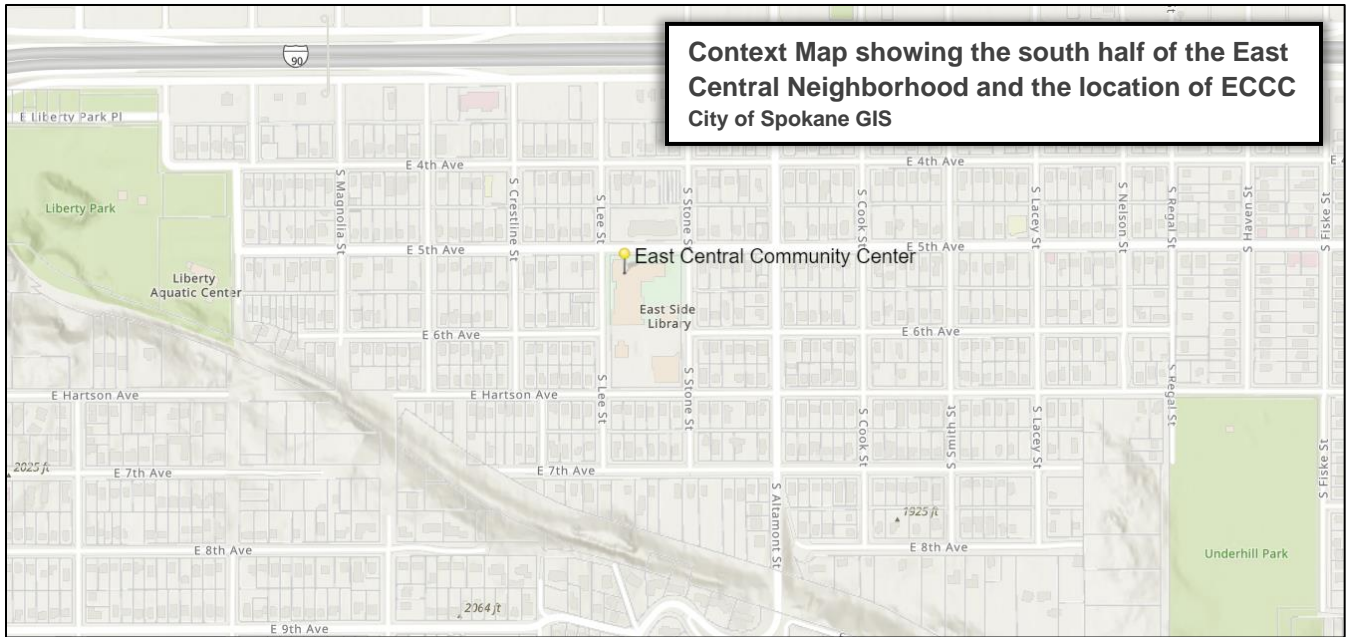 Context Map showing the south half of the East
Central Neighborhood and the location of ECCC
City of Spokane GIS
90
E Liberty Park Pl
E 4th Ave
E 4th Ave
Liberty Park
S Magnolia St
S Crestline St
S Lee St
S Stone St
S Cook St
S Lacey St
S Nelson St
S Regal St
S Haven St
S Fiske St
E 5th Ave
E 5th Ave
East Central Community Center
Liberty
Aquatic Center
East Side
Library
E 6th Ave
E 6th Ave
E Hartson Ave
E Hartson Ave
S Lee St
S Stone St
S Cook St
S Smith St
S Lacey St
S Regal St
S Fiske St
2025 ft
E 7th Ave
E 7th Ave
S Altamont St
1925 ft
E 8th Ave
E 8th Ave
Underhill Park
2064 ft
E 9th Ave